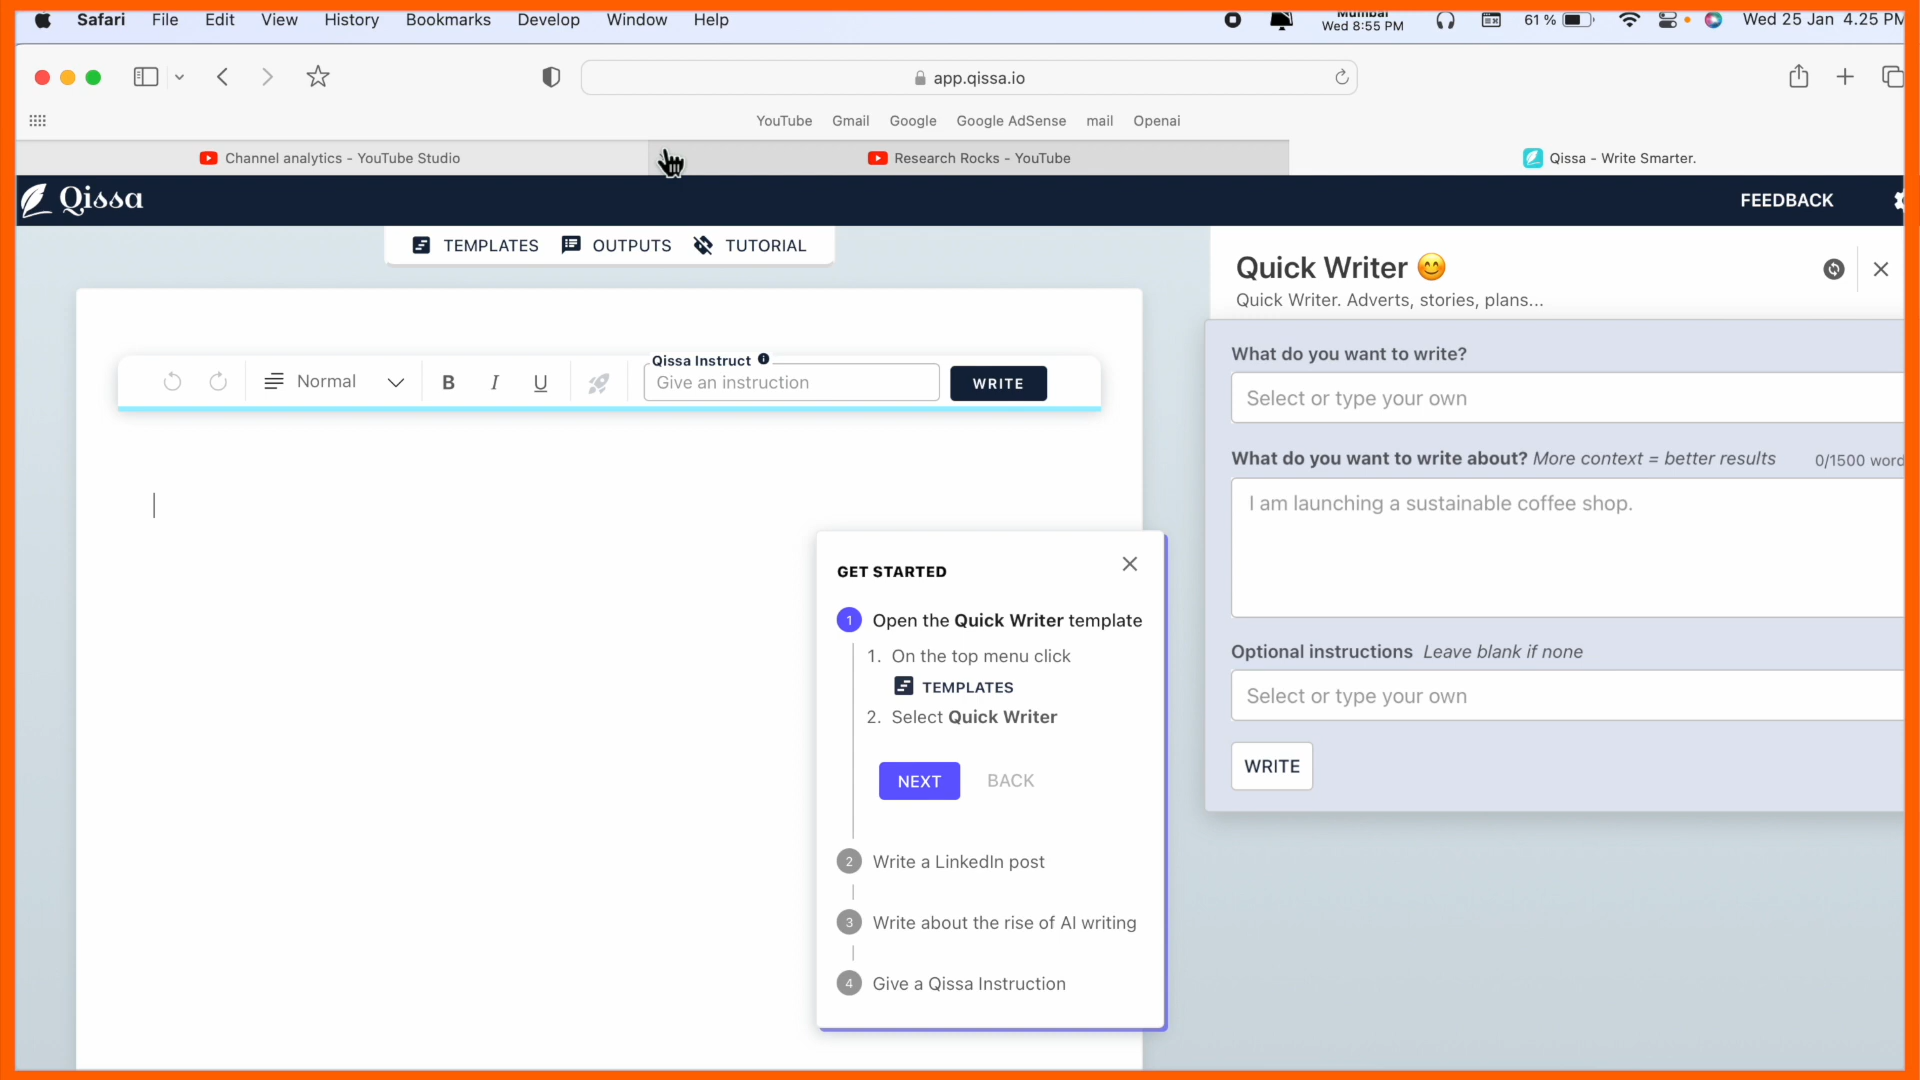 Safari File Edit View History Bookmarks Develop Window Help
Mumbai
Wed 8:55 PM
61 %
Wed 25 Jan 4.25 PM
app.qissa.io
YouTube Gmail Google Google AdSense mail Openai
Channel analytics - YouTube Studio
Research Rocks - YouTube
Qissa - Write Smarter.
Qissa
FEEDBACK
TEMPLATES OUTPUTS TUTORIAL
Quick Writer 😊
Quick Writer. Adverts, stories, plans...
Qissa Instruct
Normal B I U Give an instruction WRITE
What do you want to write?
Select or type your own
What do you want to write about? More context = better results 0/1500 word
I am launching a sustainable coffee shop.
Optional instructions Leave blank if none
Select or type your own
WRITE
GET STARTED
1 Open the Quick Writer template
1. On the top menu click
TEMPLATES
2. Select Quick Writer
NEXT BACK
2 Write a LinkedIn post
3 Write about the rise of AI writing
4 Give a Qissa Instruction